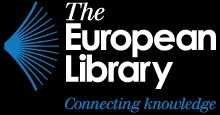 The
European
Library
Connecting knowledge